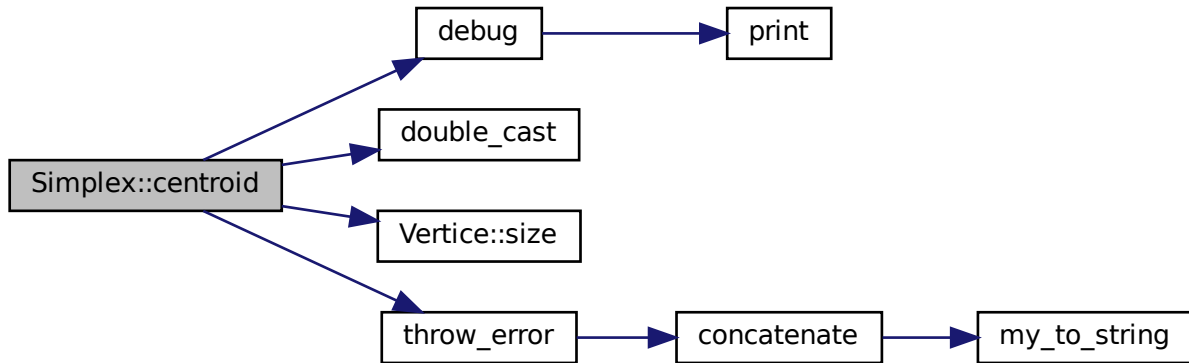 debug
print
double_cast
Simplex::centroid
Vertice::size
throw_error
concatenate
my_to_string